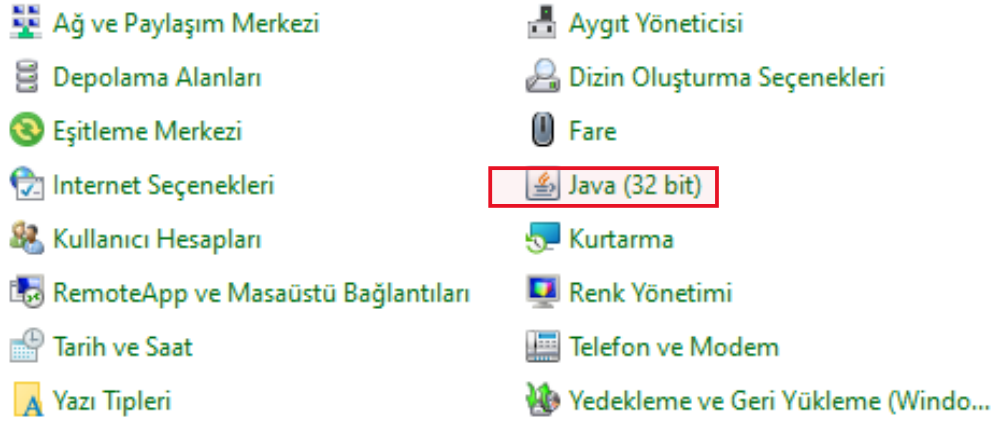 Ağ ve Paylaşım Merkezi
Aygıt Yöneticisi
Depolama Alanları
Dizin Oluşturma Seçenekleri
Eşitleme Merkezi
Fare
Internet Seçenekleri
Java (32 bit)
Kullanıcı Hesapları
Kurtarma
RemoteApp ve Masaüstü Bağlantıları
Renk Yönetimi
Tarih ve Saat
Telefon ve Modem
Yazı Tipleri
Yedekleme ve Geri Yükleme (Windo...